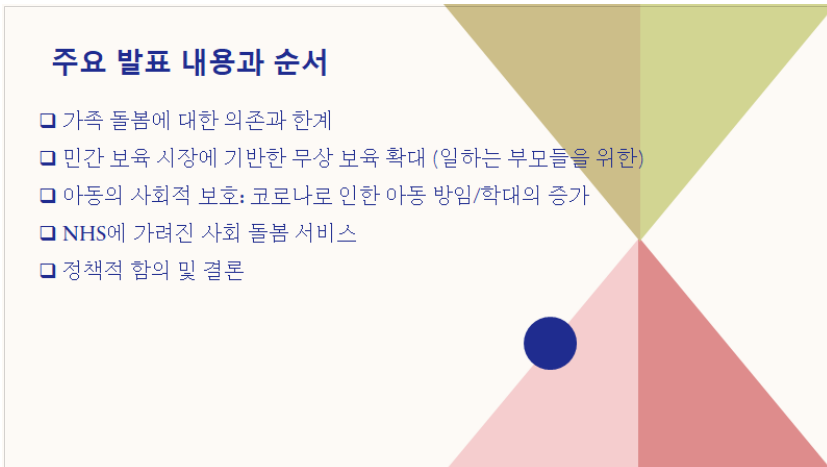 주요 발표 내용과 순서
❑ 가족 돌봄에 대한 의존과 한계
❑ 민간 보육 시장에 기반한 무상 보육 확대 (일하는 부모들을 위한)
❑ 아동의 사회적 보호: 코로나로 인한 아동 방임/학대의 증가
❑ NHS에 가려진 사회 돌봄 서비스
❑ 정책적 함의 및 결론